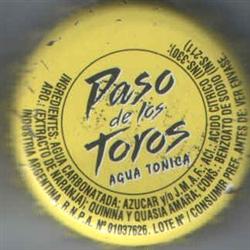 Paso
de los
Toros
AGUA TONICA
INGREDIENTES: AGUA CARBONATADA; AZUCAR y/o J.M.A.F.; ACIDO CITRICO (INS-330);
ARO.: (EXTRACTO DE NARANJA); QUININA Y QUASIA AMARA; CONS.: BENZOATO DE SODIO (INS-211)
INDUSTRIA ARGENTINA. R.N.P.A. Nº 01037626. LOTE Nº / CONSUMIR PREF. ANTES DE: VER ENVASE.